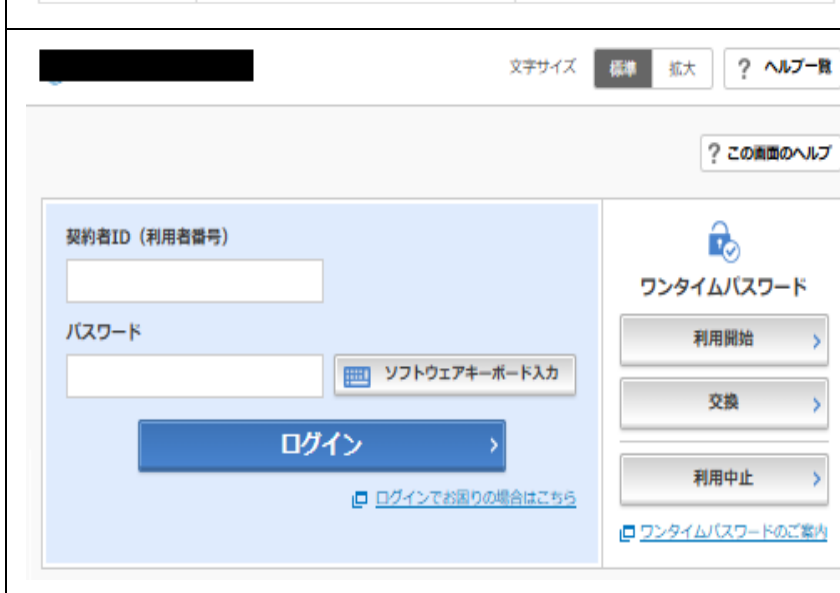 文字サイズ 標準 拡大 ? ヘルプ一覧
? この画面のヘルプ
契約者ID（利用者番号）
パスワード
ソフトウェアキーボード入力
ログイン
ログインでお困りの場合はこちら
ワンタイムパスワード
利用開始
交換
利用中止
ワンタイムパスワードのご案内